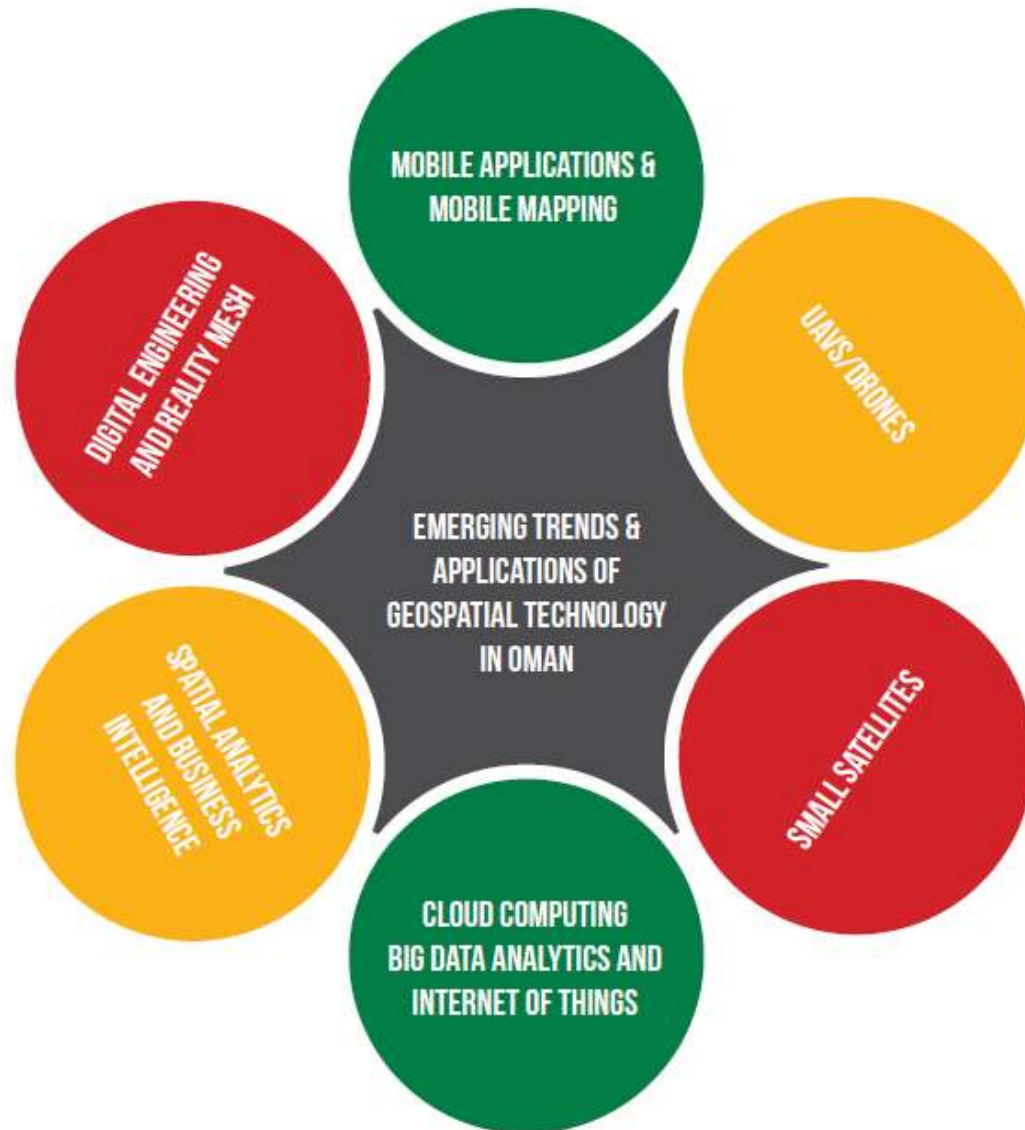 MOBILE APPLICATIONS &
MOBILE MAPPING
DIGITAL ENGINEERING
AND REALITY MESH
UAVS/DRONES
EMERGING TRENDS &
APPLICATIONS OF
GEOSPATIAL TECHNOLOGY
IN OMAN
SPATIAL ANALYTICS
AND BUSINESS
INTELLIGENCE
SMALL SATELLITES
CLOUD COMPUTING
BIG DATA ANALYTICS AND
INTERNET OF THINGS